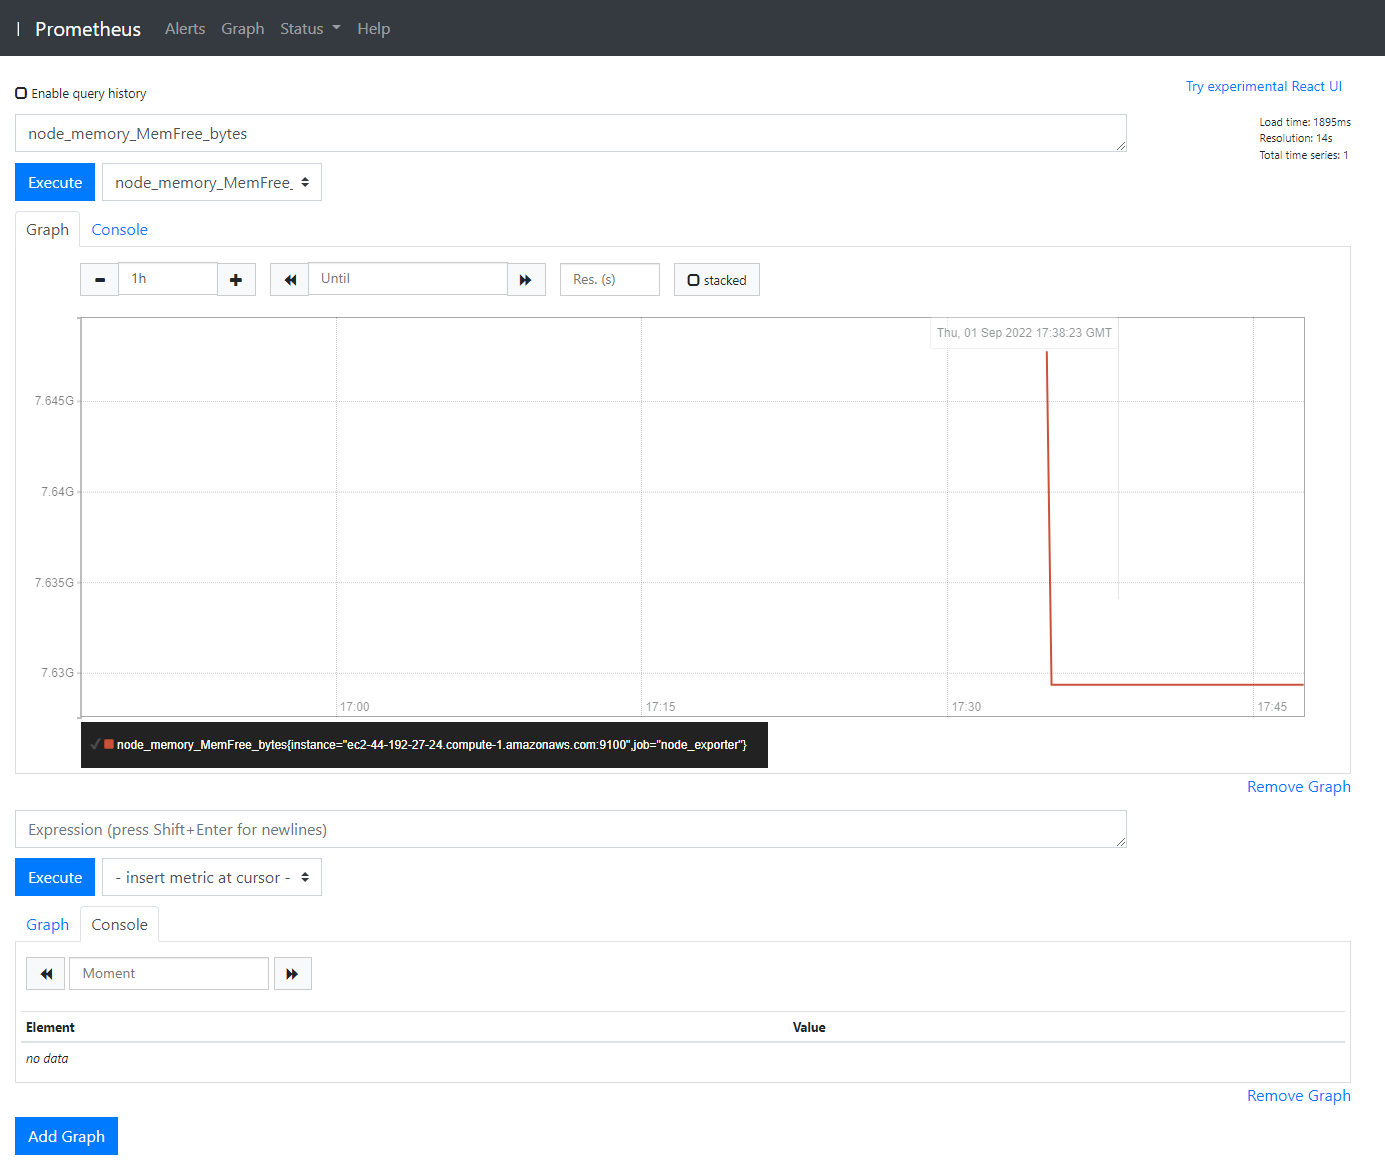 Prometheus Alerts Graph Status Help
Enable query history
Try experimental React UI
node_memory_MemFree_bytes
Load time: 1895ms
Resolution: 14s
Total time series: 1
Execute node_memory_MemFree_
Graph Console
1h Until Res. (s) stacked
Thu, 01 Sep 2022 17:38:23 GMT
7.645G
7.64G
7.635G
7.63G
17:00 17:15 17:30 17:45
node_memory_MemFree_bytes{instance="ec2-44-192-27-24.compute-1.amazonaws.com:9100",job="node_exporter"}
Remove Graph
Expression (press Shift+Enter for newlines)
Execute - insert metric at cursor -
Graph Console
Moment
Element Value
no data
Remove Graph
Add Graph